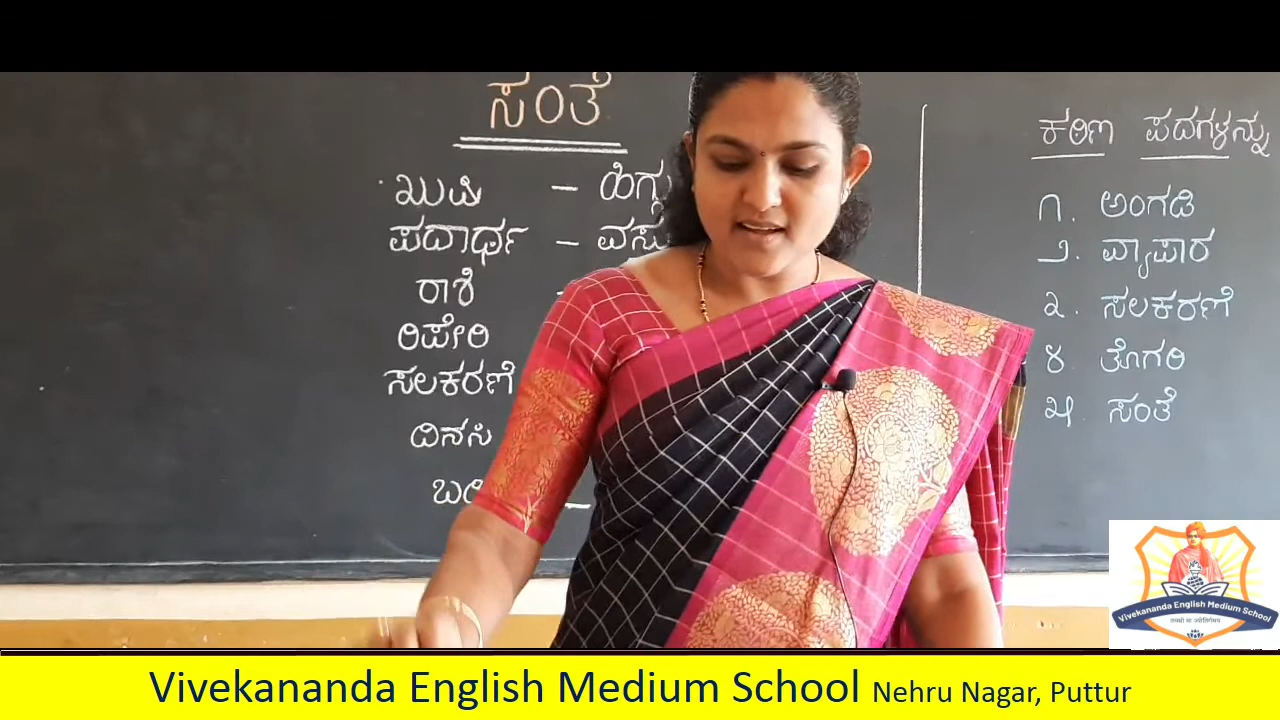 ಸಂತೆ
ಖುಷಿ – ಹಿಗ್ಗು
ಪದಾರ್ಥ – ವಸ್ತು
ರಾಶಿ –
ರಿಪೇರಿ
ಸಲಕರಣೆ
ದಿನಸಿ
ಕಠಿಣ ಪದಗಳನ್ನು
೧. ಅಂಗಡಿ
೨. ವ್ಯಾಪಾರ
೩. ಸಲಕರಣೆ
೪ ತೊಗರಿ
೫ ಸಂತೆ
Vivekananda English Medium School
Vivekananda English Medium School Nehru Nagar, Puttur